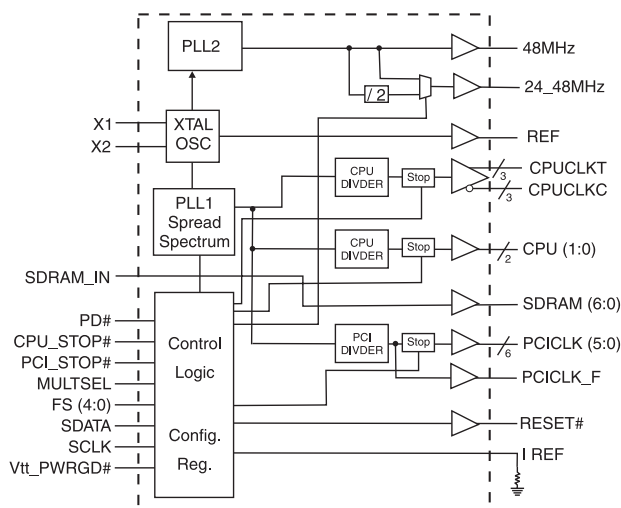 PLL2
48MHz
/ 2
24_48MHz
X1
X2
XTAL
OSC
REF
CPU
DIVDER
Stop
CPUCLKT
3
CPUCLKC
3
PLL1
Spread
Spectrum
CPU
DIVDER
Stop
CPU (1:0)
2
SDRAM_IN
SDRAM (6:0)
PD#
CPU_STOP#
PCI_STOP#
MULTSEL
FS (4:0)
SDATA
SCLK
Vtt_PWRGD#
Control
Logic
Config.
Reg.
PCI
DIVDER
Stop
PCICLK (5:0)
6
PCICLK_F
RESET#
I REF